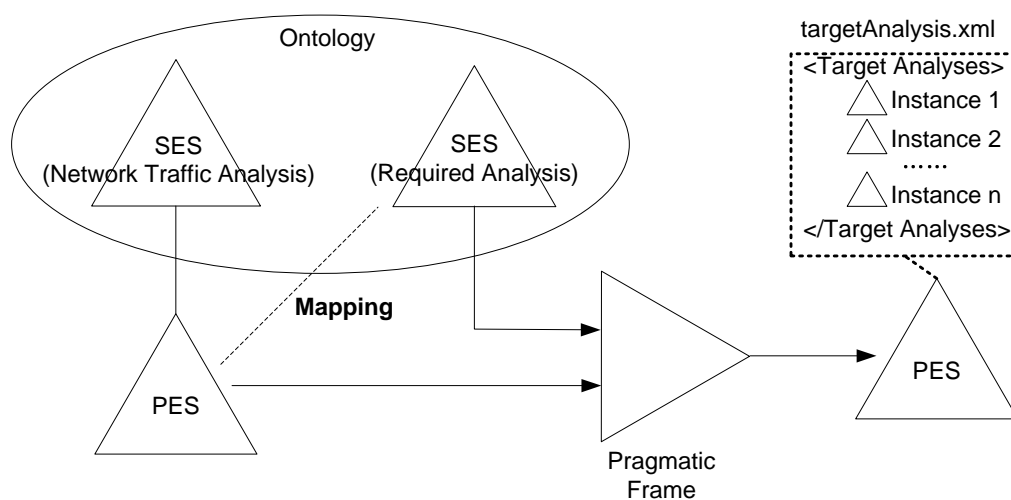 Ontology
SES
(Network Traffic Analysis)
SES
(Required Analysis)
targetAnalysis.xml
<Target Analyses>
Instance 1
Instance 2
......
Instance n
</Target Analyses>
Mapping
PES
Pragmatic
Frame
PES